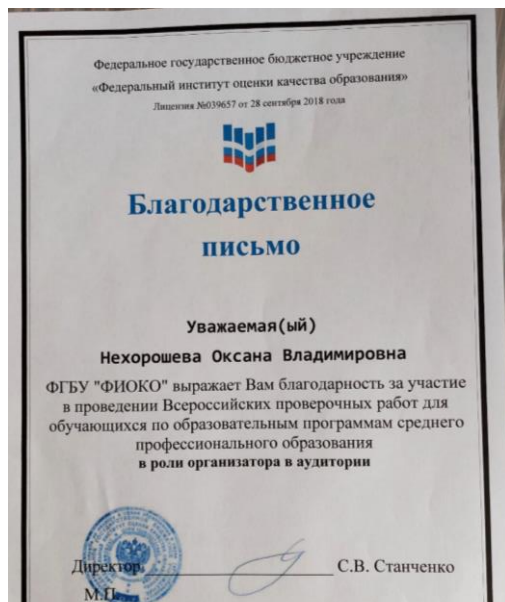 Федеральное государственное бюджетное учреждение
«Федеральный институт оценки качества образования»
Лицензия №039657 от 28 сентября 2018 года
Благодарственное
письмо
Уважаемая(ый)
Нехорошева Оксана Владимировна
ФГБУ "ФИОКО" выражает Вам благодарность за участие
в проведении Всероссийских проверочных работ для
обучающихся по образовательным программам среднего
профессионального образования
в роли организатора в аудитории
Директор С.В. Станченко
М.П.